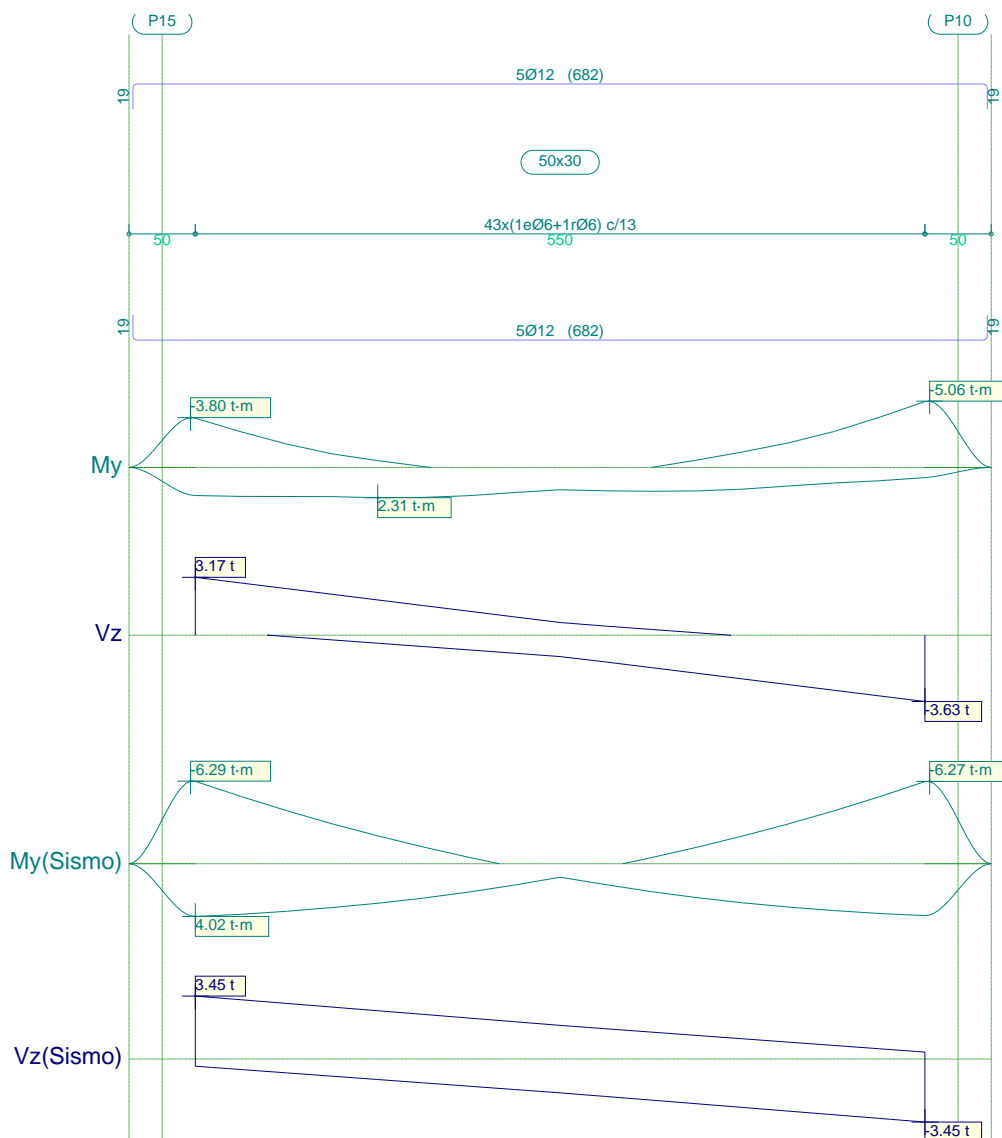 P15 P10
5Ø12 (682)
19 19
50x30
43x(1eØ6+1rØ6) c/13
50 550 50
19 19
5Ø12 (682)
-5.06 t·m
-3.80 t·m
My
2.31 t·m
3.17 t
Vz
-3.63 t
-6.29 t·m -6.27 t·m
My(Sismo)
4.02 t·m
3.45 t
Vz(Sismo)
-3.45 t